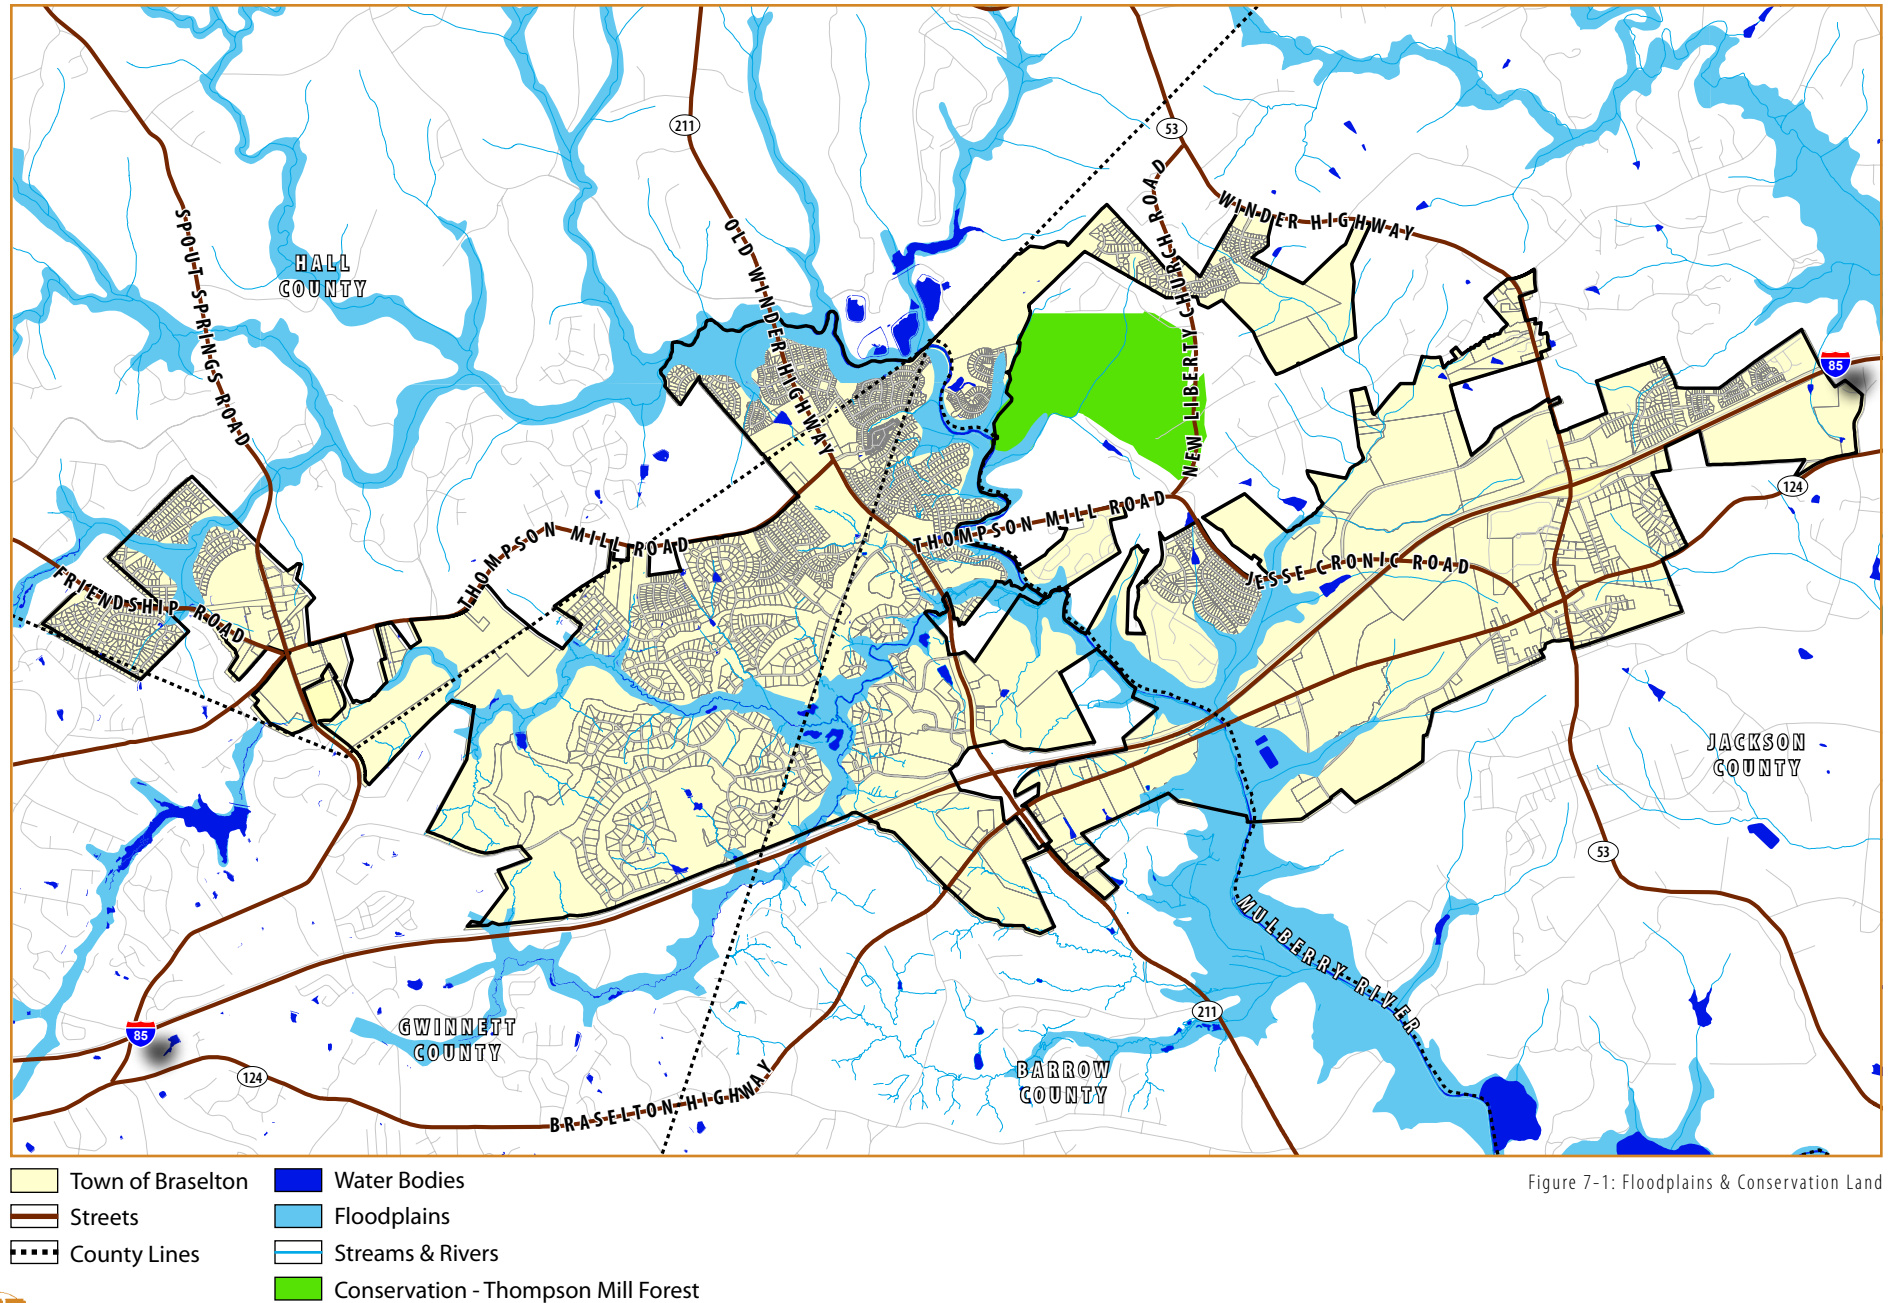 211
53
WINDER HIGHWAY
NEW LIBERTY CHURCH ROAD
OLD WINDER HIGHWAY
SPOUT SPRINGS ROAD
HALL
COUNTY
85
124
THOMPSON MILL ROAD
THOMPSON MILL ROAD
JESSE CRONIC ROAD
FRIENDSHIP ROAD
JACKSON
COUNTY
53
MULBERRY RIVER
211
85
GWINNETT
COUNTY
BARROW
COUNTY
124
BRASELTON HIGHWAY
Town of Braselton
Streets
County Lines
Water Bodies
Floodplains
Streams & Rivers
Conservation - Thompson Mill Forest
Figure 7-1: Floodplains & Conservation Land